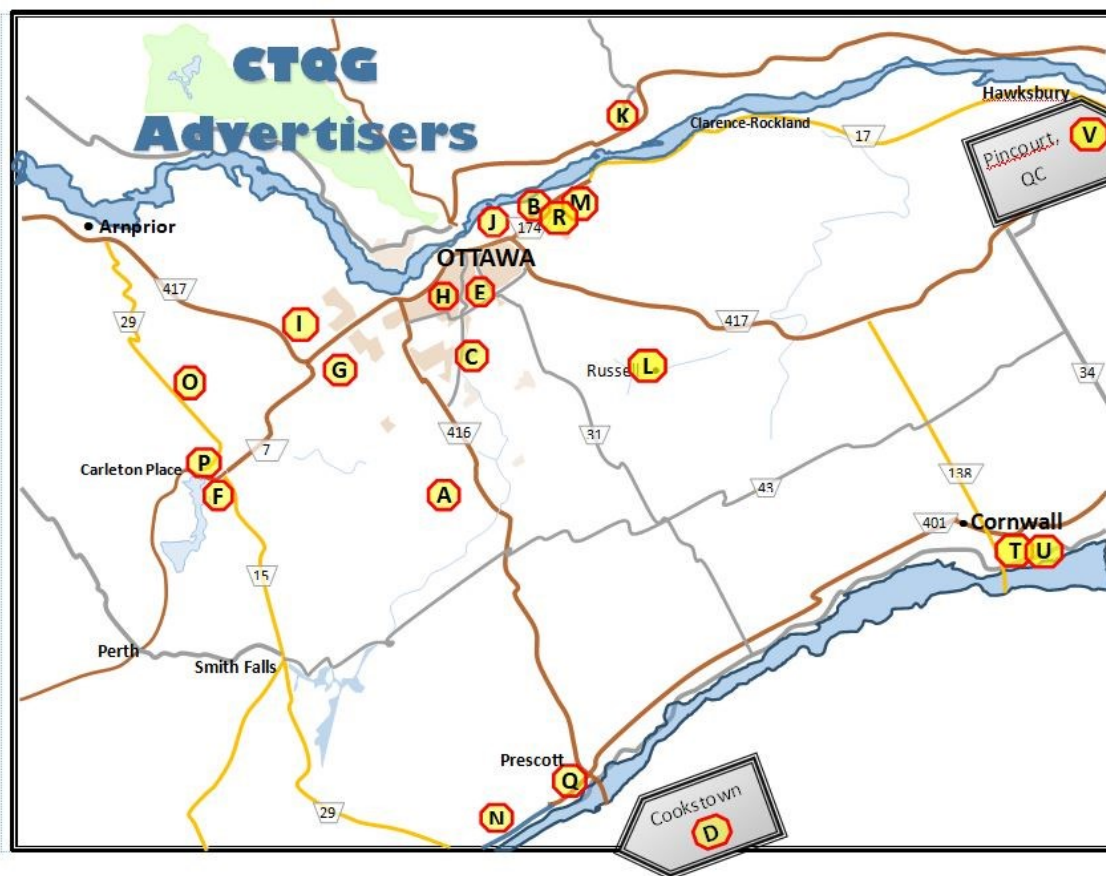 CTQG
Advertisers
K
Hawksbury
Clarence-Rockland
17
Pincourt,
QC
V
Arnprior
J
B
R
M
174
OTTAWA
H
E
417
29
I
G
C
417
Russell
L
34
O
416
31
7
Carleton Place
P
F
A
43
138
401
Cornwall
T
U
15
Perth
Smith Falls
Prescott
Q
N
29
Cookstown
D